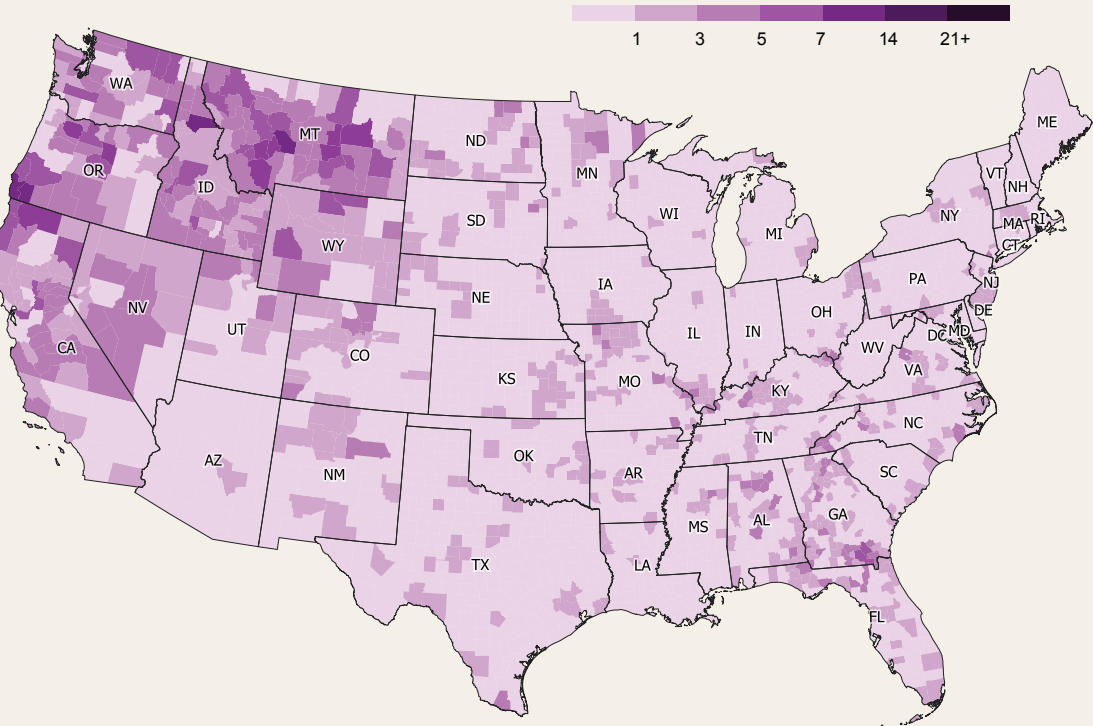 1 3 5 7 14 21+
WA
MT
ND
MN
ME
OR
ID
SD
WI
MI
VT
NH
NY
MA
RI
CT
WY
NV
UT
CO
NE
IA
IL
IN
OH
PA
NJ
DE
MD
DC
CA
KS
MO
KY
WV
VA
AZ
NM
OK
AR
TN
NC
SC
TX
LA
MS
AL
GA
FL